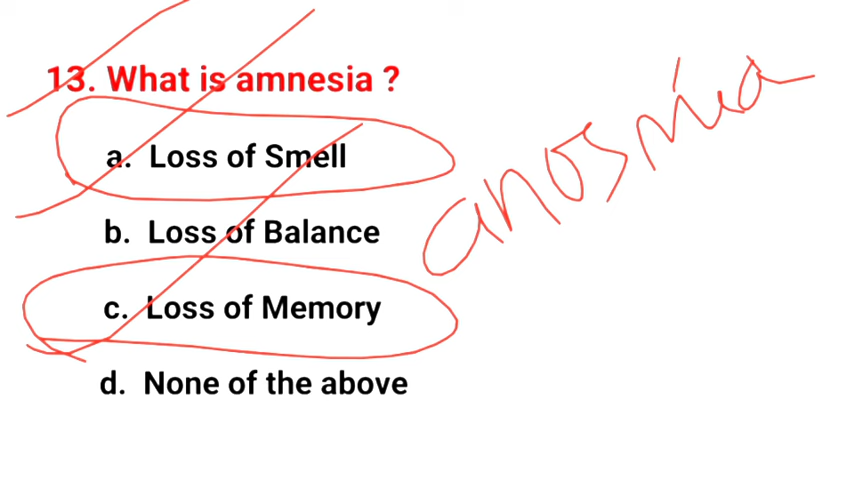 13. What is amnesia ?
a. Loss of Smell
anosmia
b. Loss of Balance
c. Loss of Memory
d. None of the above